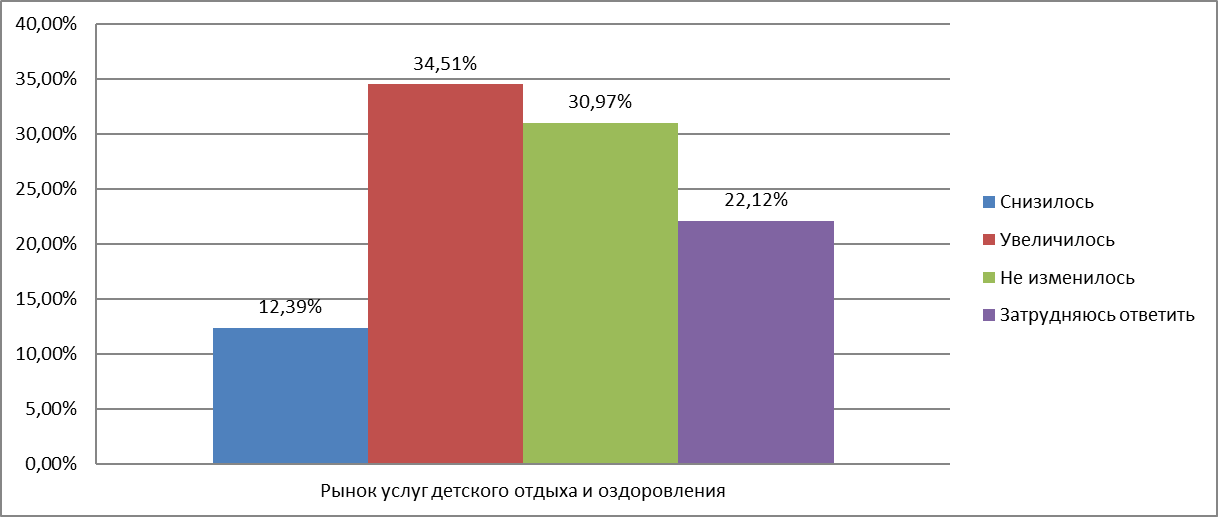 40,00%
35,00%
30,00%
25,00%
20,00%
15,00%
10,00%
5,00%
0,00%
12,39%
34,51%
30,97%
22,12%
Рынок услуг детского отдыха и оздоровления
Снизилось
Увеличилось
Не изменилось
Затрудняюсь ответить